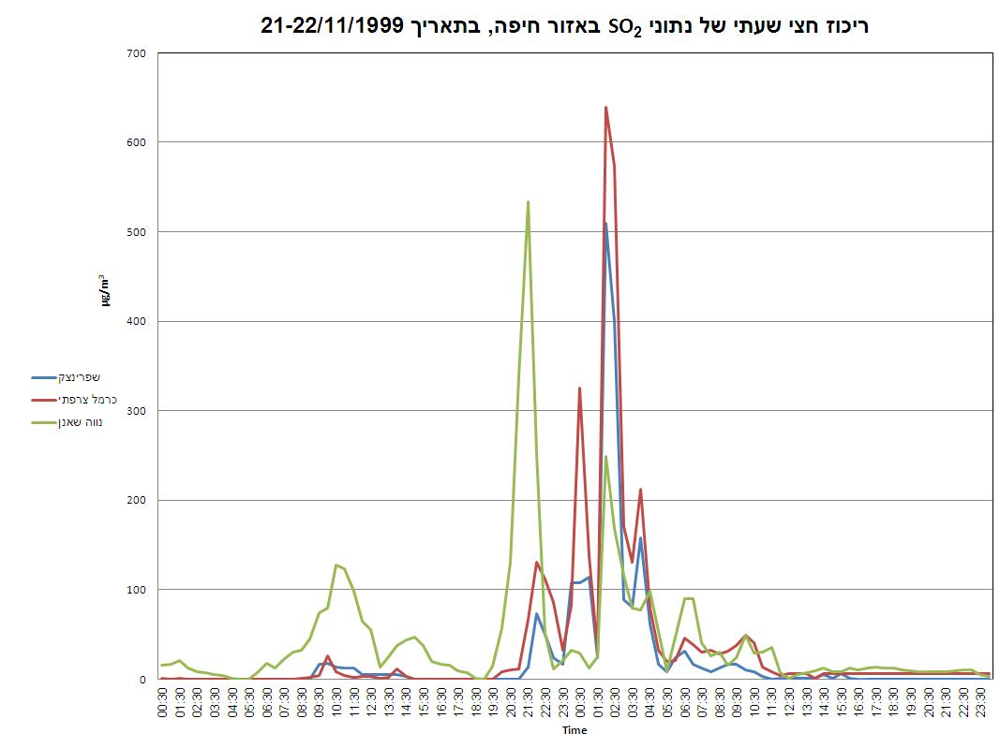 ריכוז חצי שעתי של נתוני SO2 באזור חיפה, בתאריך 21-22/11/1999
700
600
500
400
300
200
100
0
µg/m³
שפרינצק
כרמל צרפתי
נווה שאנן
00:30 01:30 02:30 03:30 04:30 05:30 06:30 07:30 08:30 09:30 10:30 11:30 12:30 13:30 14:30 15:30 16:30 17:30 18:30 19:30 20:30 21:30 22:30 23:30 00:30 01:30 02:30 03:30 04:30 05:30 06:30 07:30 08:30 09:30 10:30 11:30 12:30 13:30 14:30 15:30 16:30 17:30 18:30 19:30 20:30 21:30 22:30 23:30
Time